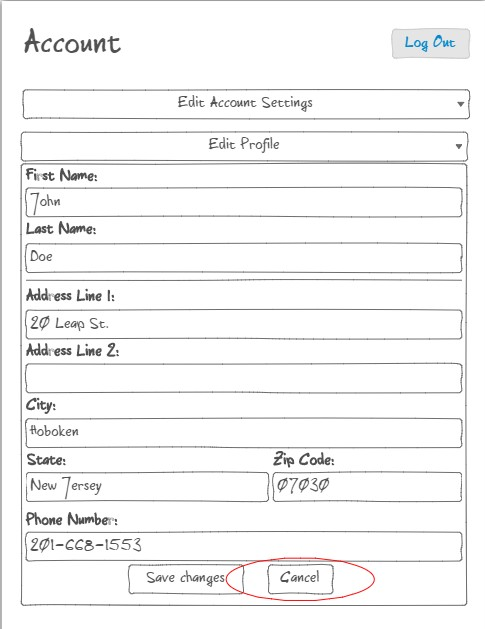 Account
Log Out
Edit Account Settings
Edit Profile
First Name:
John
Last Name:
Doe
Address Line 1:
20 Leap St.
Address Line 2:
City:
Hoboken
State: Zip Code:
New Jersey 07030
Phone Number:
201-668-1553
Save changes Cancel